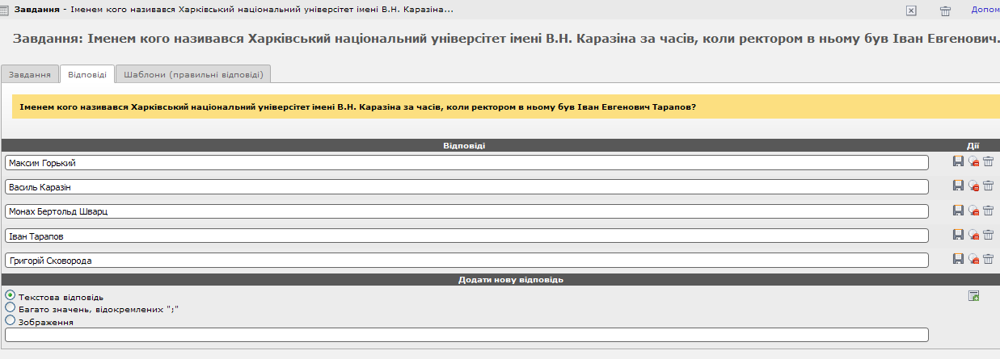 Завдання - Іменем кого називався Харківський національний універсітет імені В.Н. Каразіна...
Допом
Завдання: Іменем кого називався Харківський національний універсітет імені В.Н. Каразіна за часів, коли ректором в ньому був Іван Евгенович.
Завдання
Відповіді
Шаблони (правильні відповіді)
Іменем кого називався Харківський національний універсітет імені В.Н. Каразіна за часів, коли ректором в ньому був Іван Евгенович Тарапов?
Відповіді
Дії
Максим Горький
Василь Каразін
Монах Бертольд Шварц
Іван Тарапов
Григорій Сковорода
Додати нову відповідь
Текстова відповідь
Багато значень, відокремлених ";"
Зображення